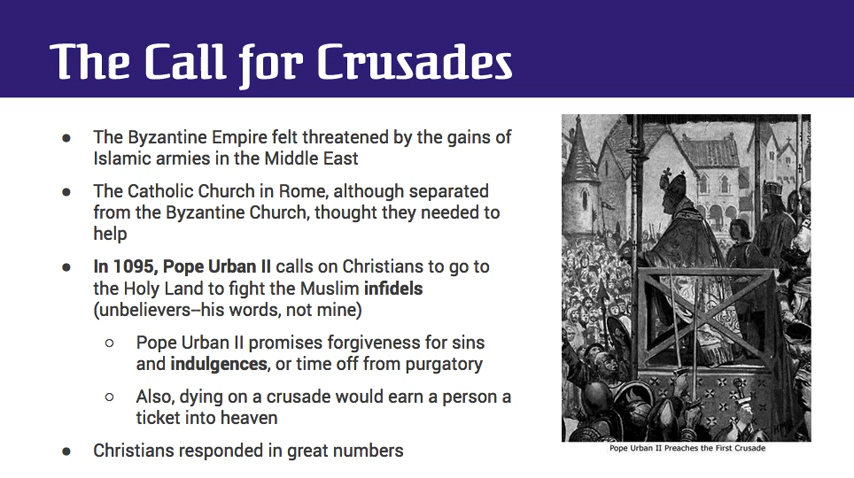 The Call for Crusades
● The Byzantine Empire felt threatened by the gains of
Islamic armies in the Middle East
● The Catholic Church in Rome, although separated
from the Byzantine Church, thought they needed to
help
● In 1095, Pope Urban II calls on Christians to go to
the Holy Land to fight the Muslim infidels
(unbelievers–his words, not mine)
○ Pope Urban II promises forgiveness for sins
and indulgences, or time off from purgatory
○ Also, dying on a crusade would earn a person a
ticket into heaven
● Christians responded in great numbers
Pope Urban II Preaches the First Crusade